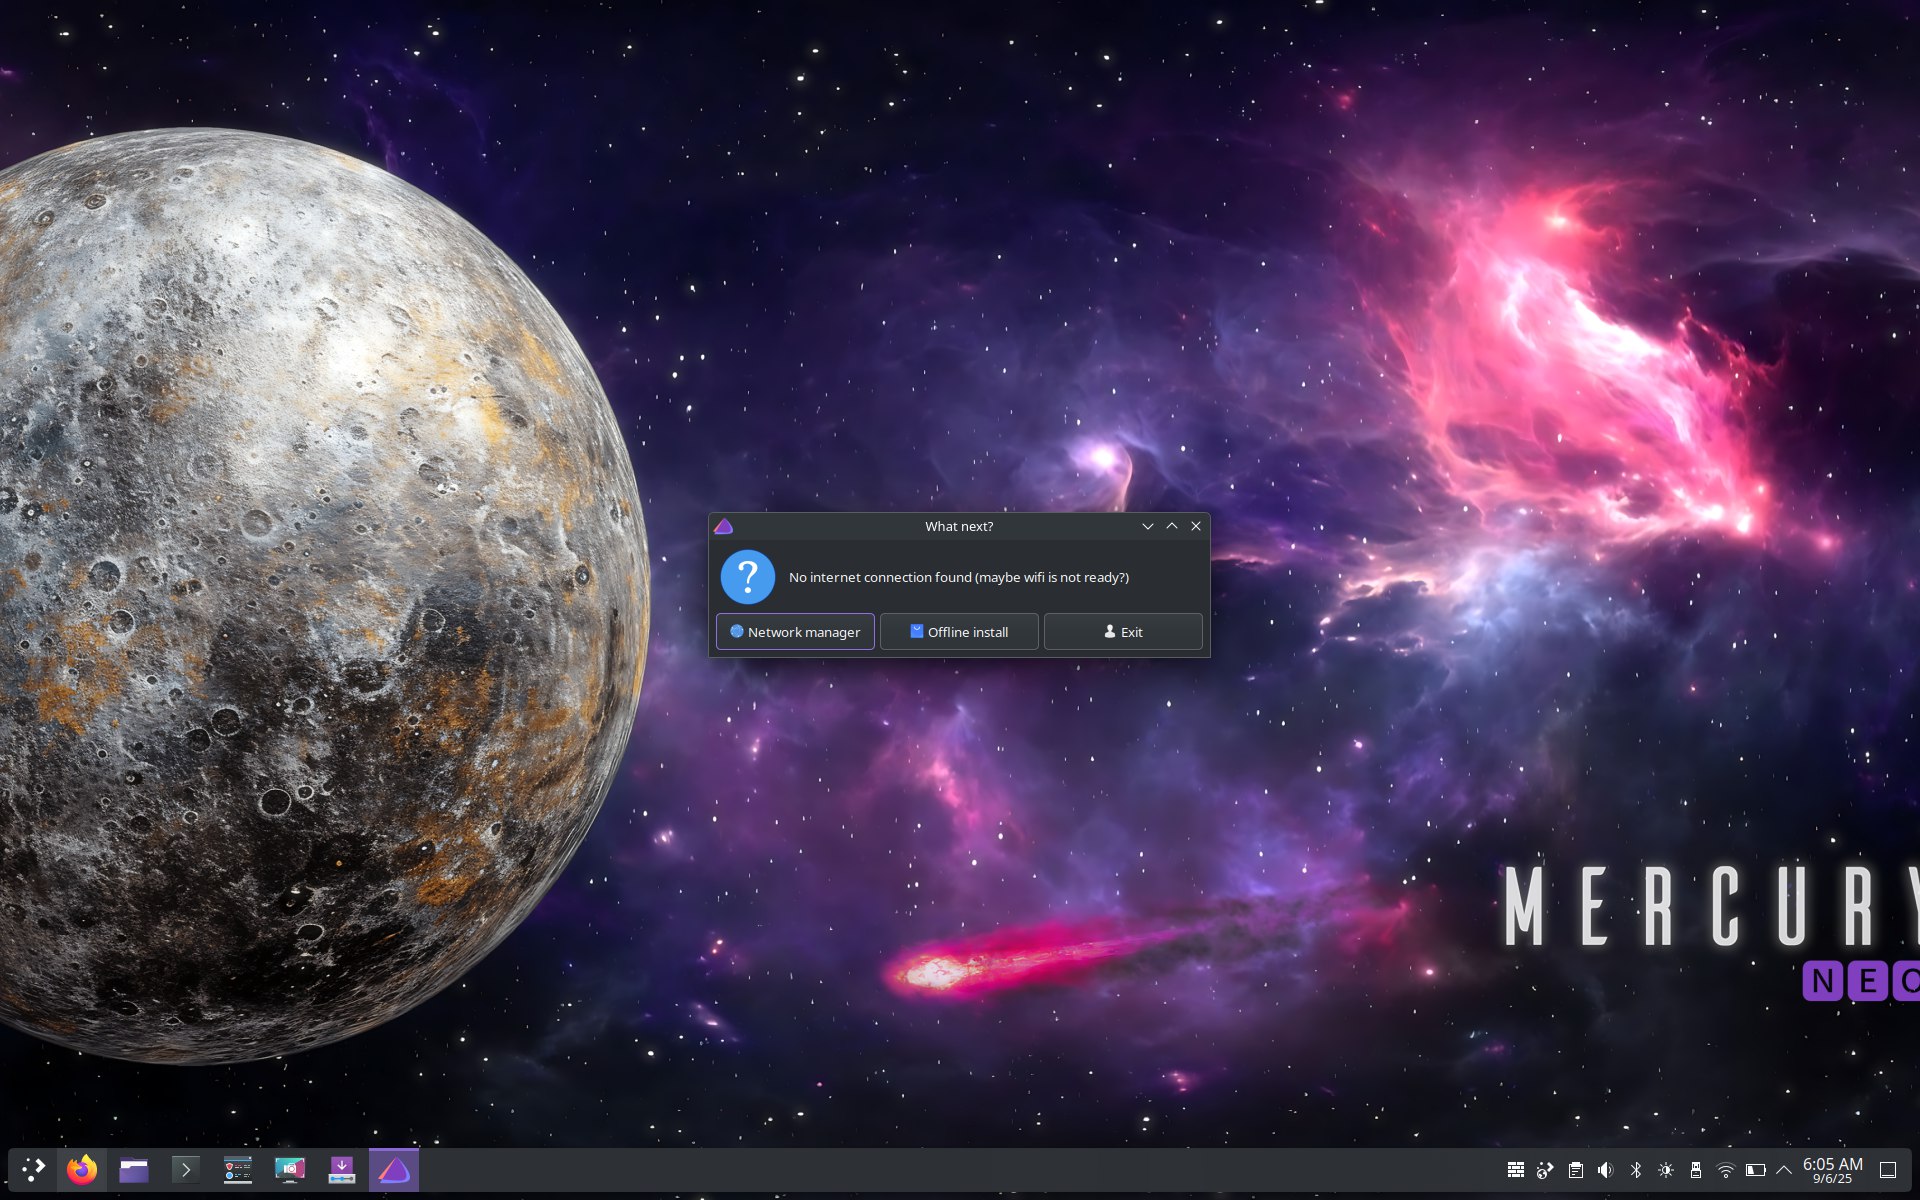 What next?
No internet connection found (maybe wifi is not ready?)
Network manager
Offline install
Exit
MERCURY
NEO
6:05 AM
9/6/25